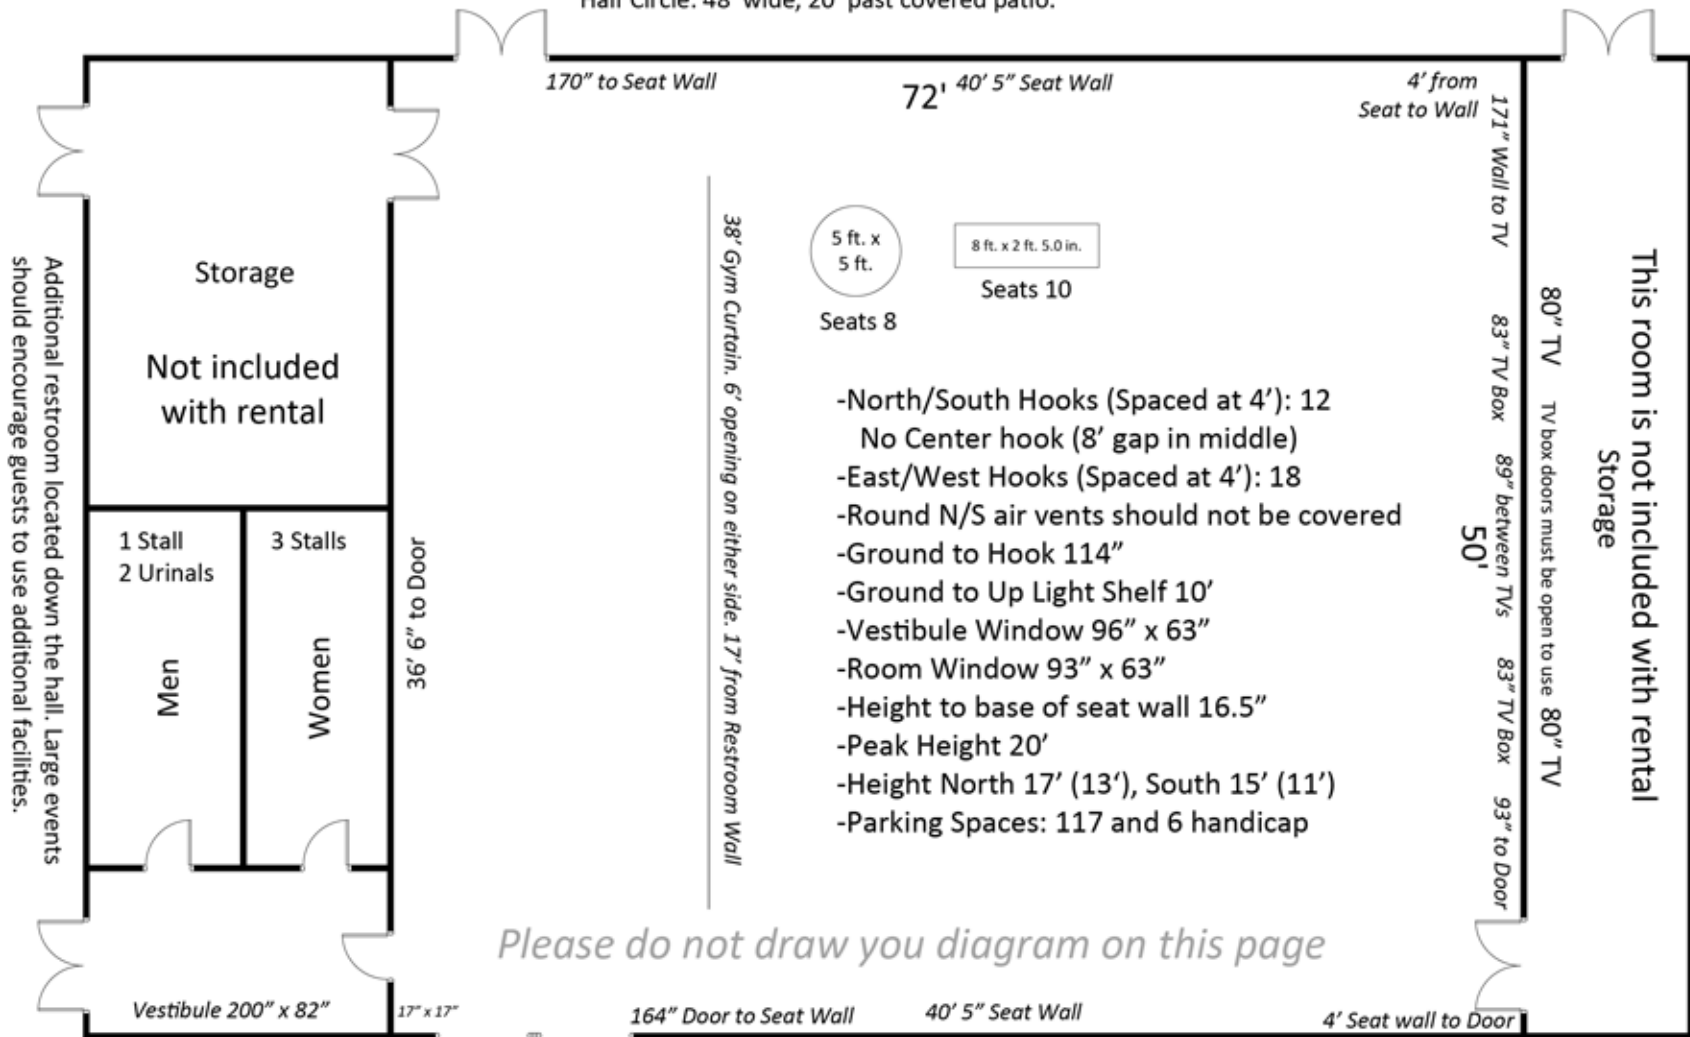 Half Circle: 48' wide, 20' past covered patio.
170” to Seat Wall
72'
40’ 5” Seat Wall
4’ from
Seat to Wall
Storage
Not included
with rental
Additional restroom located down the hall. Large events
should encourage guests to use additional facilities.
1 Stall
2 Urinals
Men
3 Stalls
Women
36’ 6” to Door
38’ Gym Curtain. 6’ opening on either side. 17’ from Restroom Wall
5 ft. x
5 ft.
Seats 8
8 ft. x 2 ft. 5.0 in.
Seats 10
-North/South Hooks (Spaced at 4’): 12
No Center hook (8’ gap in middle)
-East/West Hooks (Spaced at 4’): 18
-Round N/S air vents should not be covered
-Ground to Hook 114”
-Ground to Up Light Shelf 10’
-Vestibule Window 96” x 63”
-Room Window 93” x 63”
-Height to base of seat wall 16.5”
-Peak Height 20’
-Height North 17’ (13‘), South 15’ (11’)
-Parking Spaces: 117 and 6 handicap
171” Wall to TV
83” TV Box
89” between TVs
50'
83” TV Box
93” to Door
80” TV
TV box doors must be open to use
80” TV
Storage
This room is not included with rental
Please do not draw you diagram on this page
Vestibule 200” x 82”
17” x 17”
164” Door to Seat Wall
40’ 5” Seat Wall
4’ Seat wall to Door